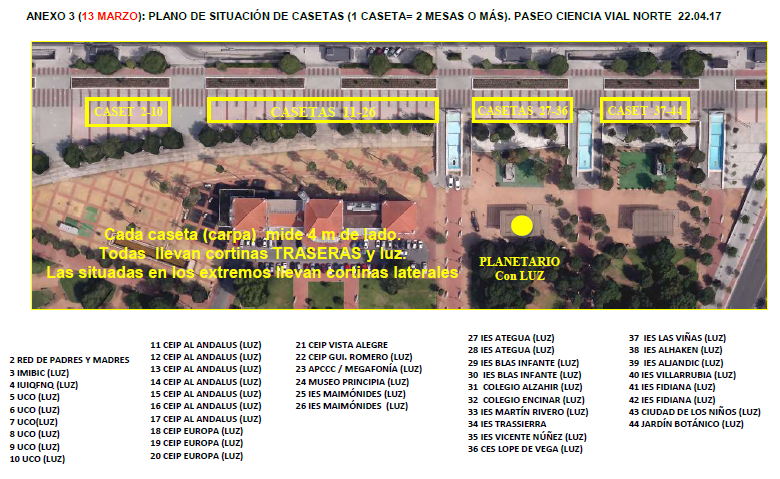 ANEXO 3 (13 MARZO): PLANO DE SITUACIÓN DE CASETAS (1 CASETA= 2 MESAS O MÁS). PASEO CIENCIA VIAL NORTE 22.04.17
CASET 2-10
CASETAS 11-26
CASETAS 27-36
CASET 37-44
Cada caseta (carpa) mide 4 m de lado.
Todas llevan cortinas TRASERAS y luz.
Las situadas en los extremos llevan cortinas laterales
PLANETARIO
Con LUZ
2 RED DE PADRES Y MADRES
3 IMIBIC (LUZ)
4 IUIQFNQ (LUZ)
5 UCO (LUZ)
6 UCO (LUZ)
7 UCO(LUZ)
8 UCO (LUZ)
9 UCO (LUZ)
10 UCO (LUZ)
11 CEIP AL ANDALUS (LUZ)
12 CEIP AL ANDALUS (LUZ)
13 CEIP AL ANDALUS (LUZ)
14 CEIP AL ANDALUS (LUZ)
15 CEIP AL ANDALUS (LUZ)
16 CEIP AL ANDALUS (LUZ)
17 CEIP AL ANDALUS (LUZ)
18 CEIP EUROPA (LUZ)
19 CEIP EUROPA (LUZ)
20 CEIP EUROPA (LUZ)
21 CEIP VISTA ALEGRE
22 CEIP GUI. ROMERO (LUZ)
23 APCCC / MEGAFONÍA (LUZ)
24 MUSEO PRINCIPIA (LUZ)
25 IES MAIMÓNIDES (LUZ)
26 IES MAIMÓNIDES (LUZ)
27 IES ATEGUA (LUZ)
28 IES ATEGUA (LUZ)
29 IES BLAS INFANTE (LUZ)
30 IES BLAS INFANTE (LUZ)
31 COLEGIO ALZAHIR (LUZ)
32 COLEGIO ENCINAR (LUZ)
33 IES MARTÍN RIVERO (LUZ)
34 IES TRASSIERRA
35 IES VICENTE NÚÑEZ (LUZ)
36 CES LOPE DE VEGA (LUZ)
37 IES LAS VIÑAS (LUZ)
38 IES ALHAKEN (LUZ)
39 IES ALJANDIC (LUZ)
40 IES VILLARRUBIA (LUZ)
41 IES FIDIANA (LUZ)
42 IES FIDIANA (LUZ)
43 CIUDAD DE LOS NIÑOS (LUZ)
44 JARDÍN BOTÁNICO (LUZ)